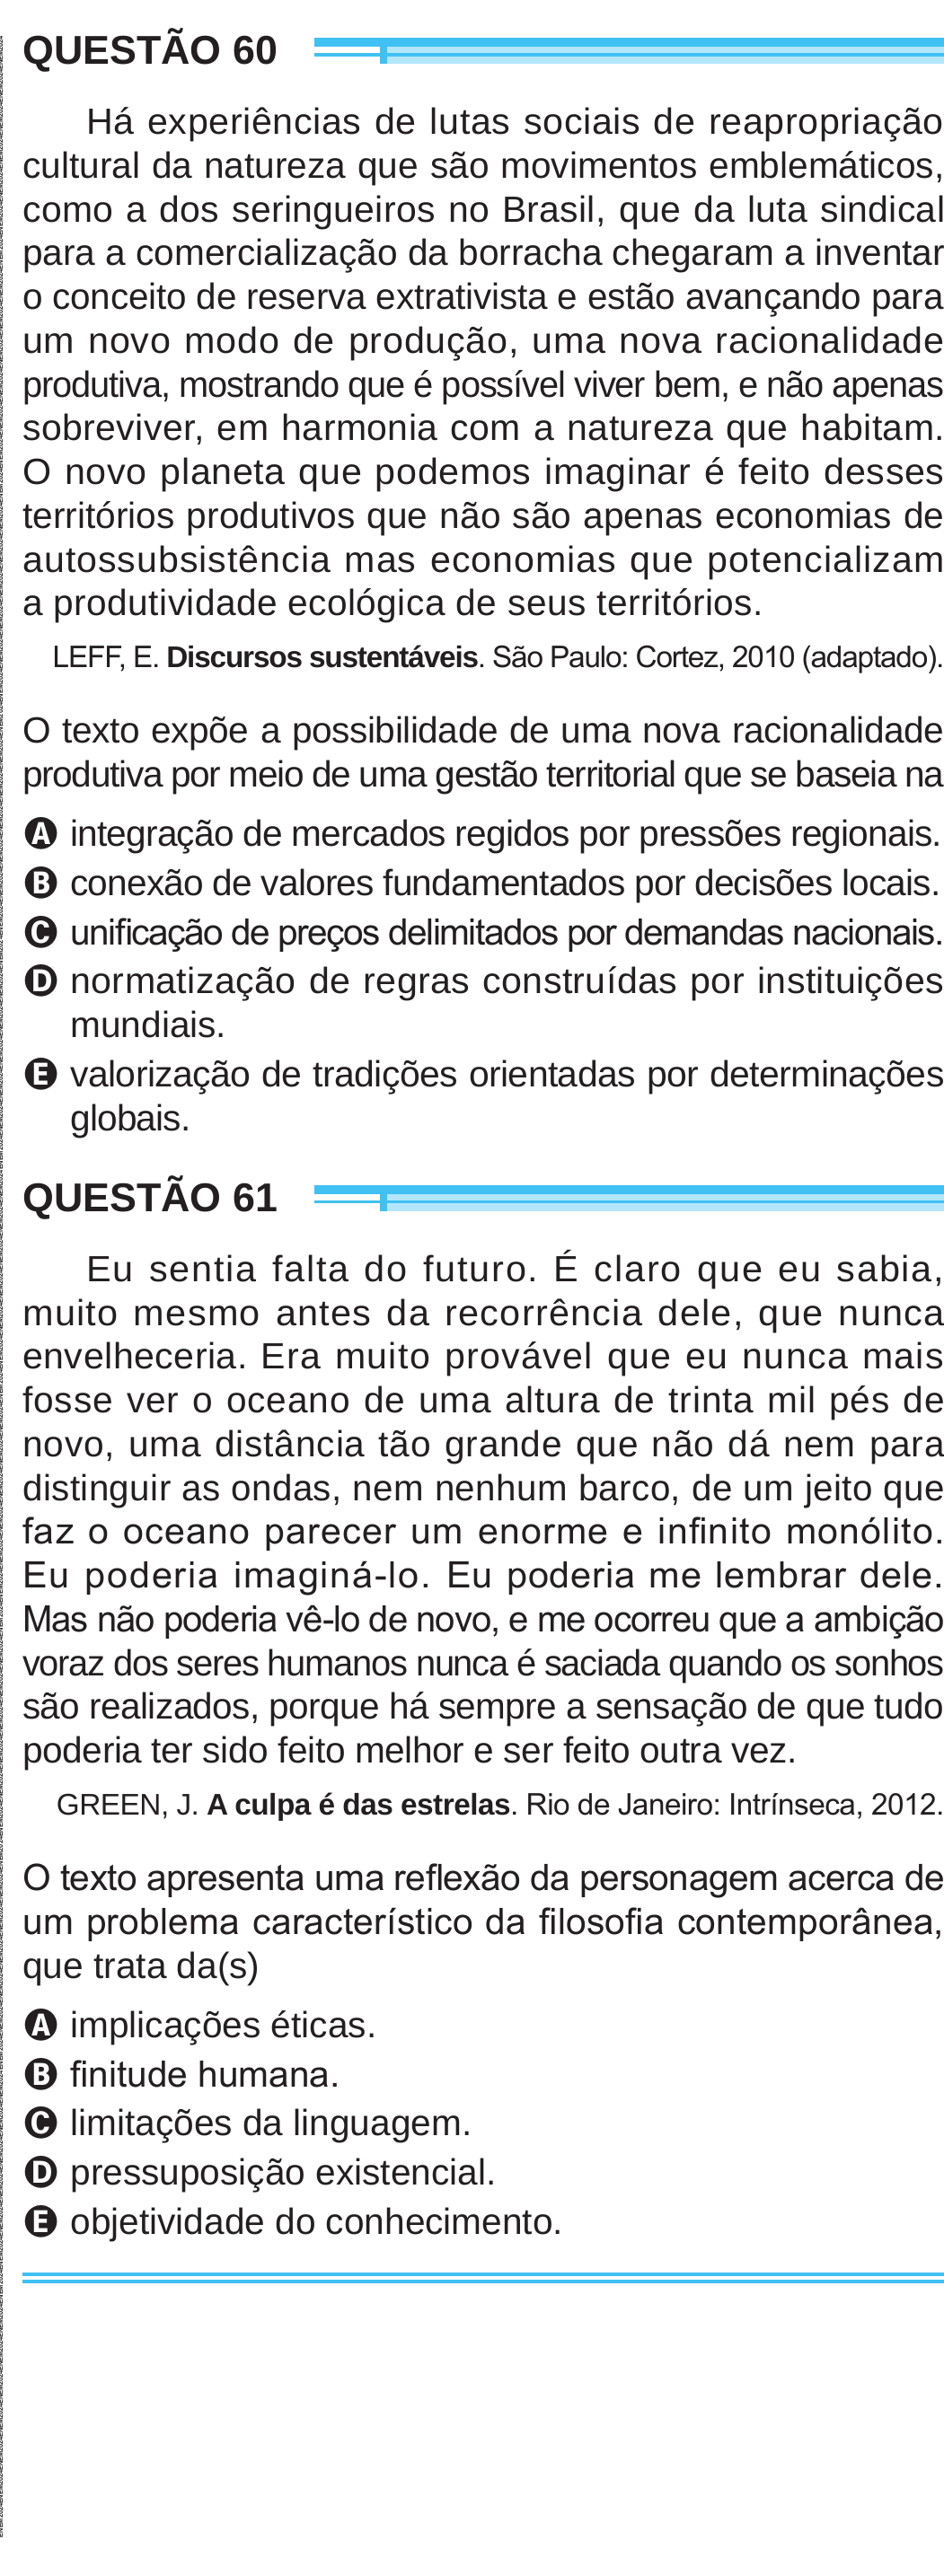 QUESTÃO 60
Há experiências de lutas sociais de reapropriação
cultural da natureza que são movimentos emblemáticos,
como a dos seringueiros no Brasil, que da luta sindical
para a comercialização da borracha chegaram a inventar
o conceito de reserva extrativista e estão avançando para
um novo modo de produção, uma nova racionalidade
produtiva, mostrando que é possível viver bem, e não apenas
sobreviver, em harmonia com a natureza que habitam.
O novo planeta que podemos imaginar é feito desses
territórios produtivos que não são apenas economias de
autossubsistência mas economias que potencializam
a produtividade ecológica de seus territórios.
LEFF, E. Discursos sustentáveis. São Paulo: Cortez, 2010 (adaptado).
O texto expõe a possibilidade de uma nova racionalidade
produtiva por meio de uma gestão territorial que se baseia na
A integração de mercados regidos por pressões regionais.
B conexão de valores fundamentados por decisões locais.
C unificação de preços delimitados por demandas nacionais.
D normatização de regras construídas por instituições
mundiais.
E valorização de tradições orientadas por determinações
globais.
QUESTÃO 61
Eu sentia falta do futuro. É claro que eu sabia,
muito mesmo antes da recorrência dele, que nunca
envelheceria. Era muito provável que eu nunca mais
fosse ver o oceano de uma altura de trinta mil pés de
novo, uma distância tão grande que não dá nem para
distinguir as ondas, nem nenhum barco, de um jeito que
faz o oceano parecer um enorme e infinito monólito.
Eu poderia imaginá-lo. Eu poderia me lembrar dele.
Mas não poderia vê-lo de novo, e me ocorreu que a ambição
voraz dos seres humanos nunca é saciada quando os sonhos
são realizados, porque há sempre a sensação de que tudo
poderia ter sido feito melhor e ser feito outra vez.
GREEN, J. A culpa é das estrelas. Rio de Janeiro: Intrínseca, 2012.
O texto apresenta uma reflexão da personagem acerca de
um problema característico da filosofia contemporânea,
que trata da(s)
A implicações éticas.
B finitude humana.
C limitações da linguagem.
D pressuposição existencial.
E objetividade do conhecimento.